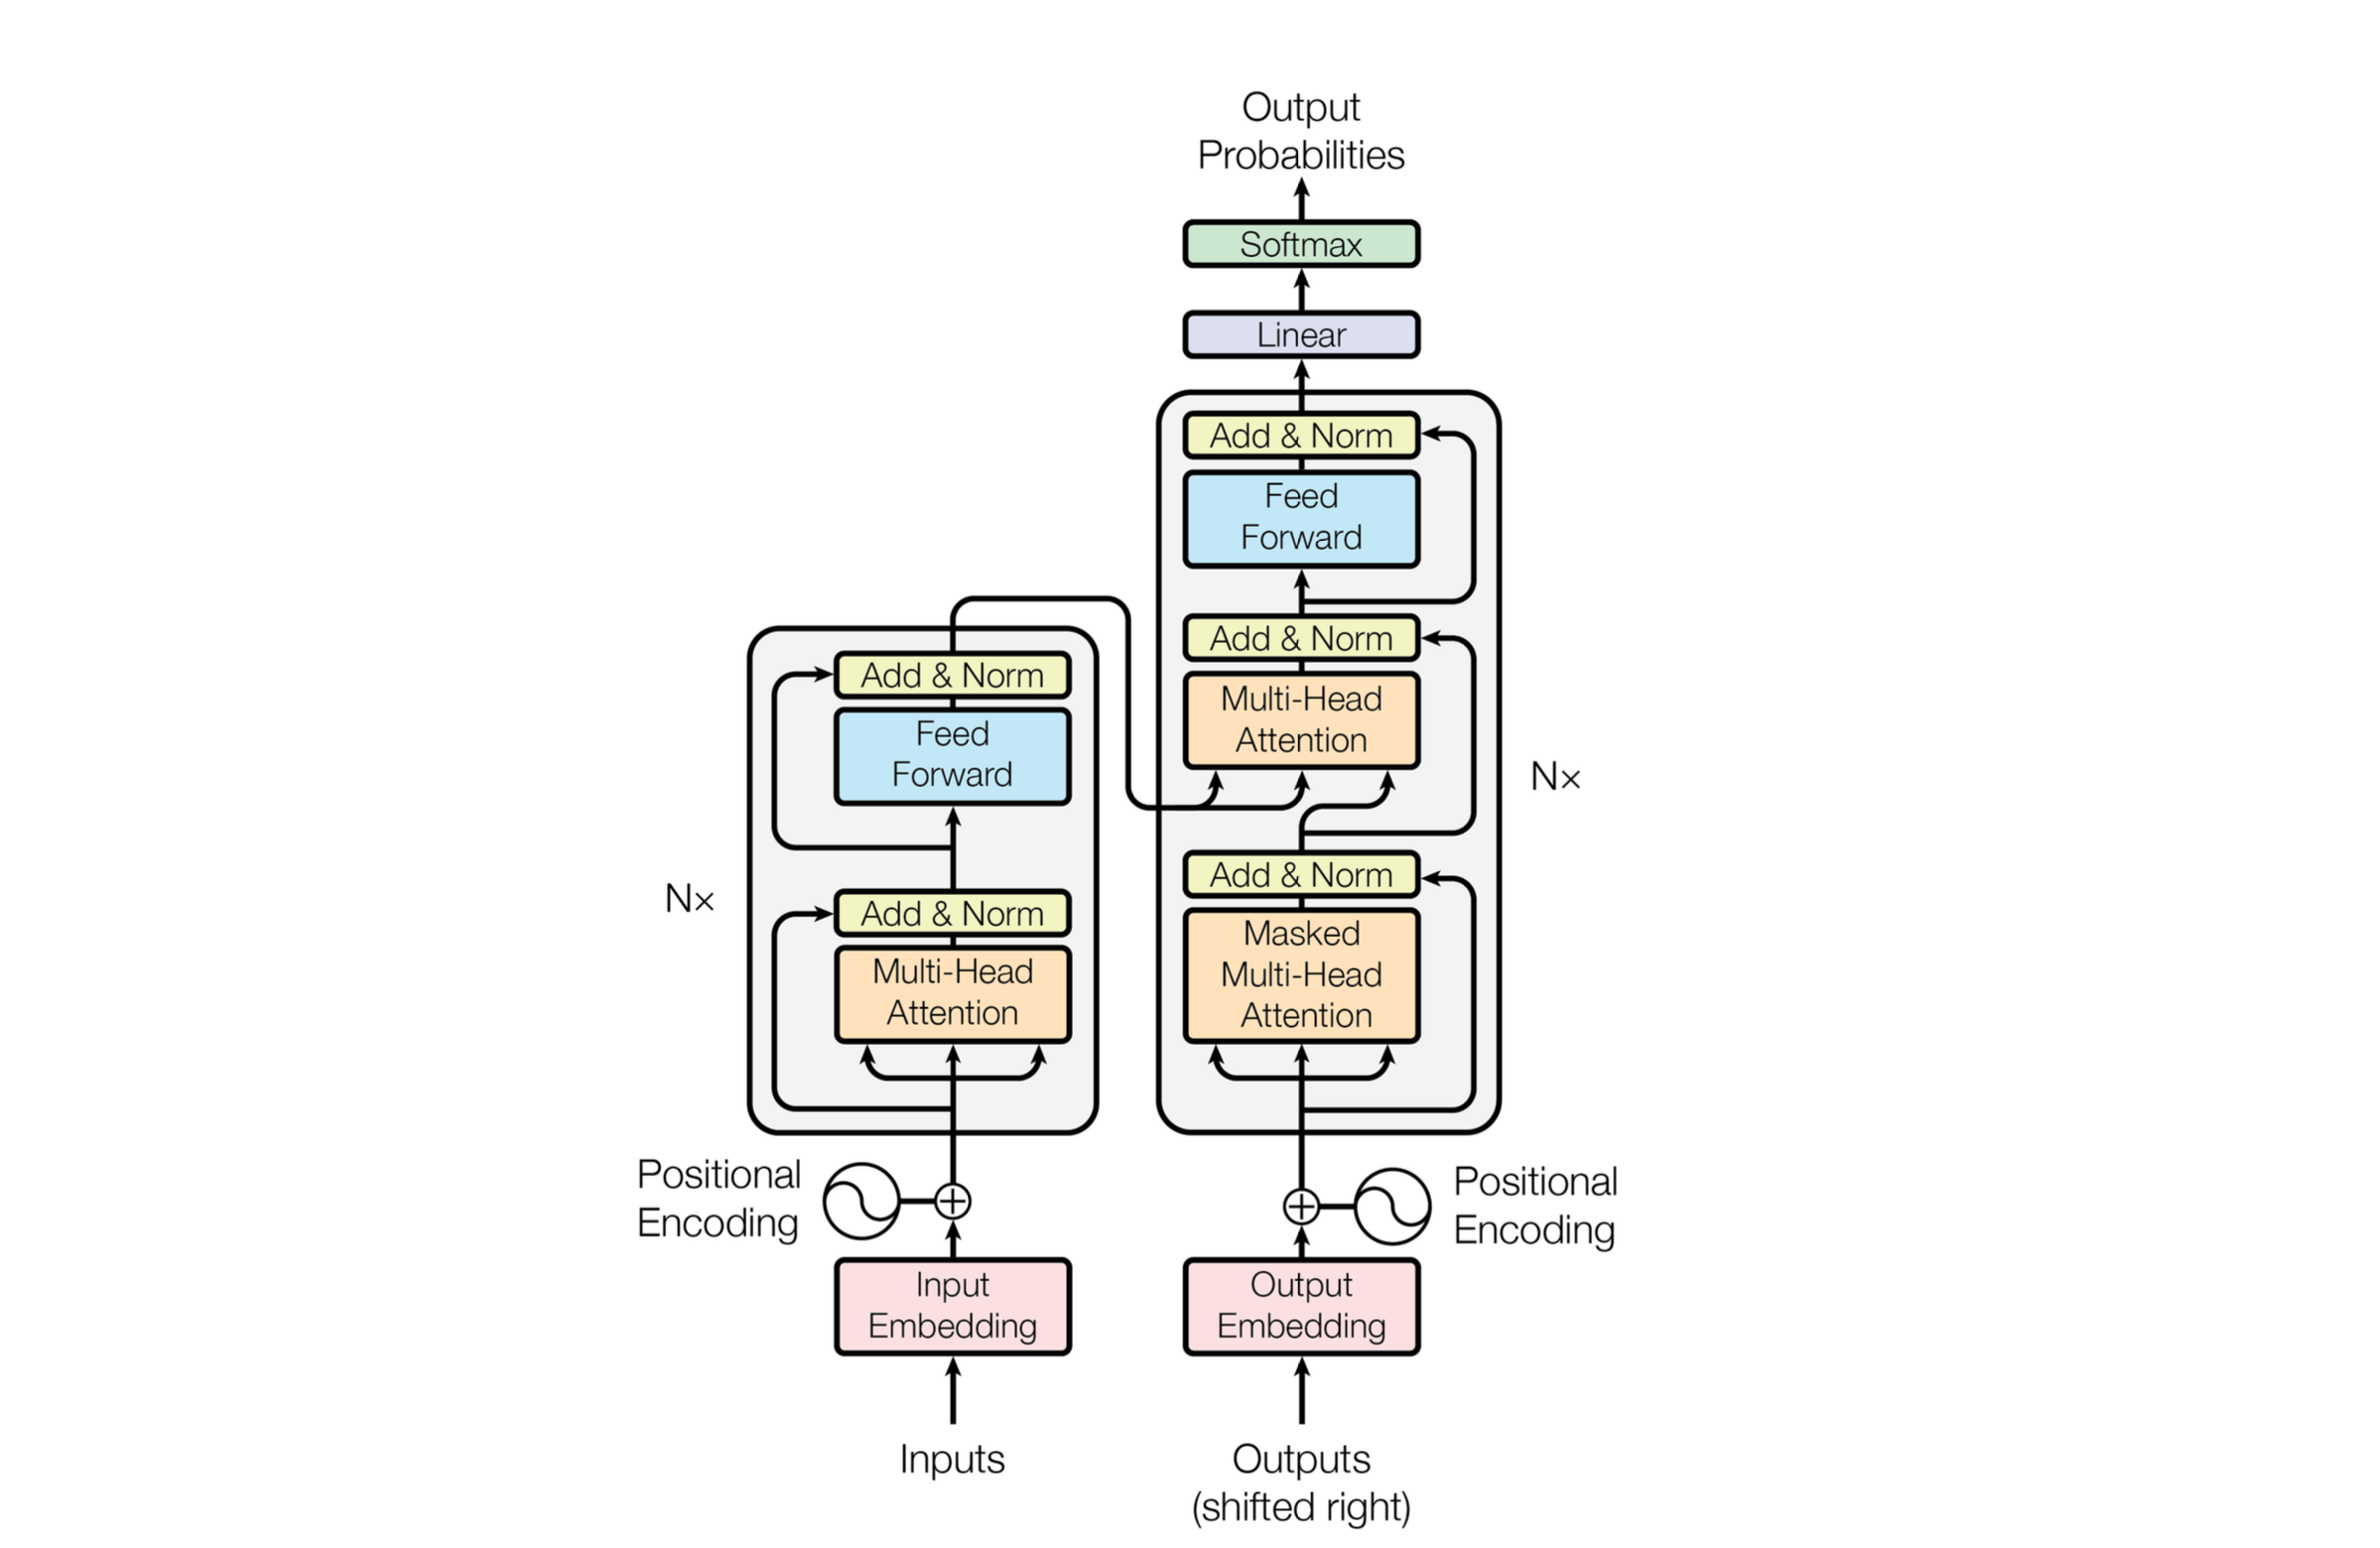 Output
Probabilities
Softmax
Linear
Add & Norm
Feed
Forward
Add & Norm
Multi-Head
Attention
Add & Norm
Masked
Multi-Head
Attention
N×
Positional
Encoding
Output
Embedding
Outputs
(shifted right)
Add & Norm
Feed
Forward
Add & Norm
Multi-Head
Attention
N×
Positional
Encoding
Input
Embedding
Inputs